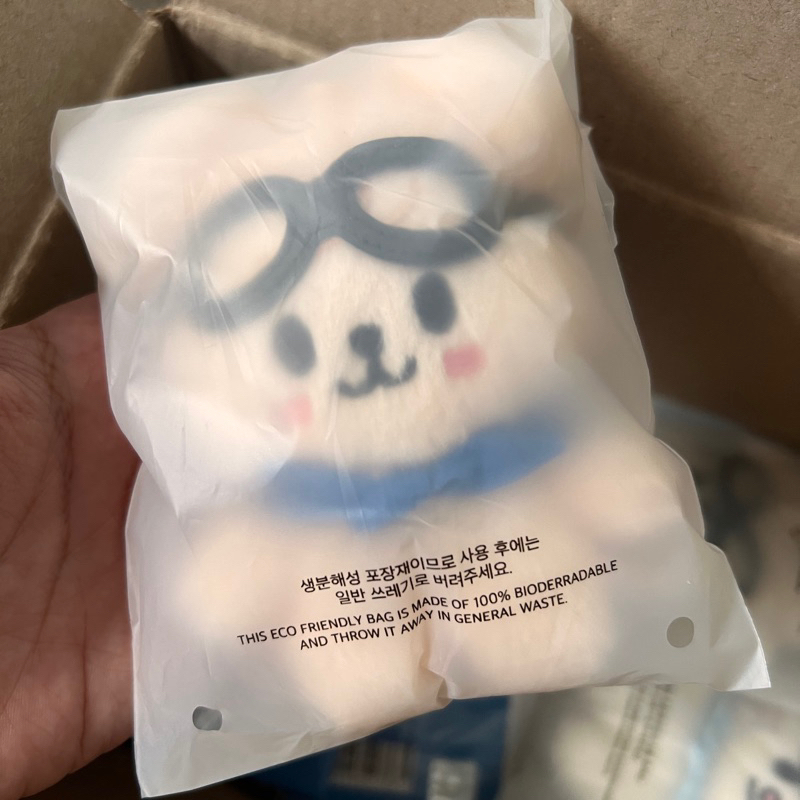 생분해성 포장재이므로 사용 후에는
일반 쓰레기로 버려주세요.
THIS ECO FRIENDLY BAG IS MADE OF 100% BIODERRADABLE
AND THROW IT AWAY IN GENERAL WASTE.